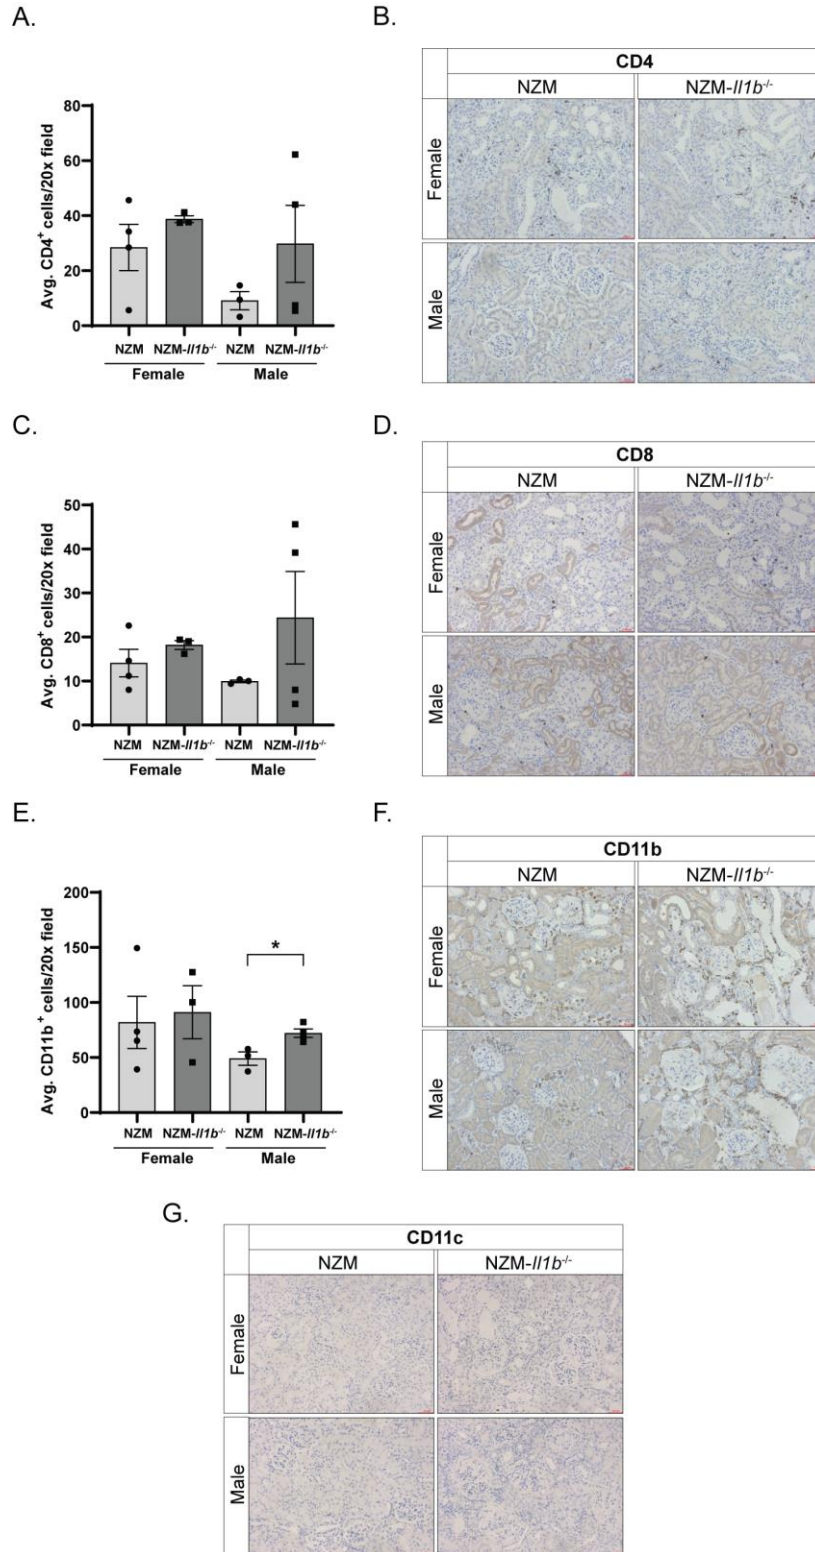 A.
Avg. CD4+ cells/20x field
80
60
40
20
0
NZM NZM-Il1b-/- NZM NZM-Il1b-/-
Female Male
B.
CD4
NZM NZM-Il1b-/-
Female
Male
C.
Avg. CD8+ cells/20x field
50
40
30
20
10
0
NZM NZM-Il1b-/- NZM NZM-Il1b-/-
Female Male
D.
CD8
NZM NZM-Il1b-/-
Female
Male
E.
Avg. CD11b + cells/20x field
200
150
100
50
0
*
NZM NZM-Il1b-/- NZM NZM-Il1b-/-
Female Male
F.
CD11b
NZM NZM-Il1b-/-
Female
Male
G.
CD11c
NZM NZM-Il1b-/-
Female
Male